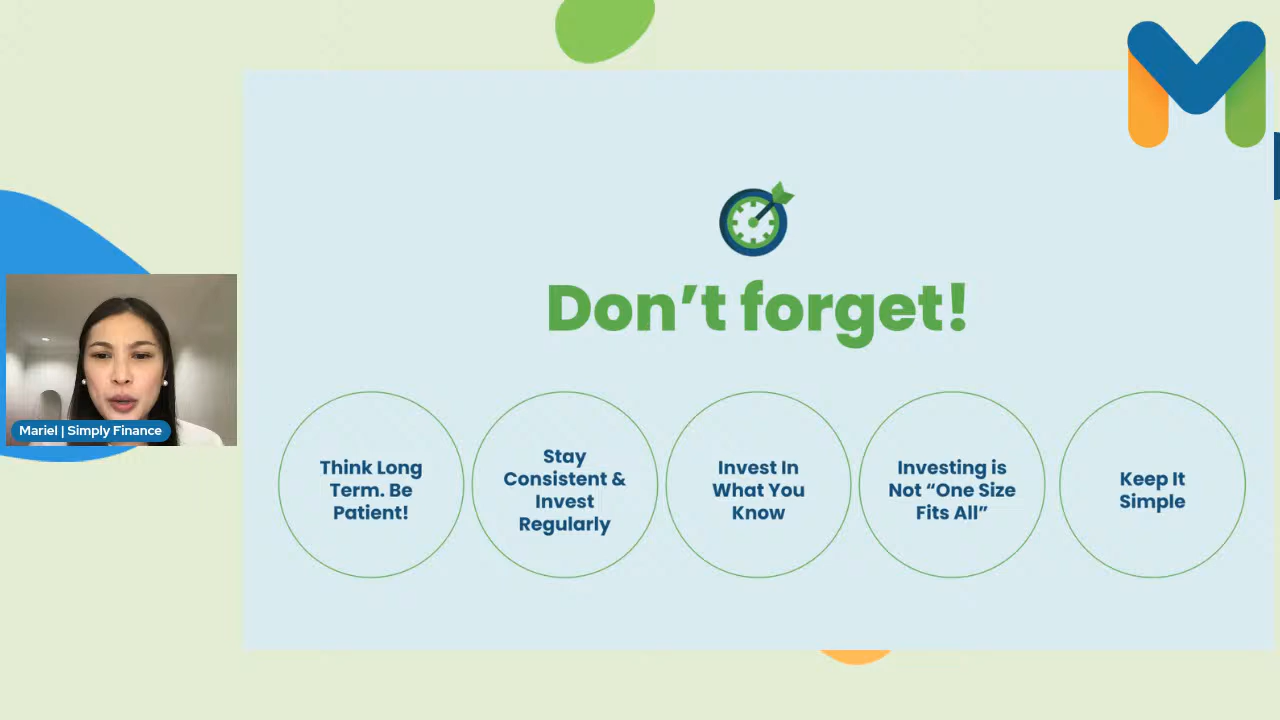 Don't forget!
Think Long
Term. Be
Patient!
Stay
Consistent &
Invest
Regularly
Invest In
What You
Know
Investing is
Not “One Size
Fits All”
Keep It
Simple
Mariel | Simply Finance